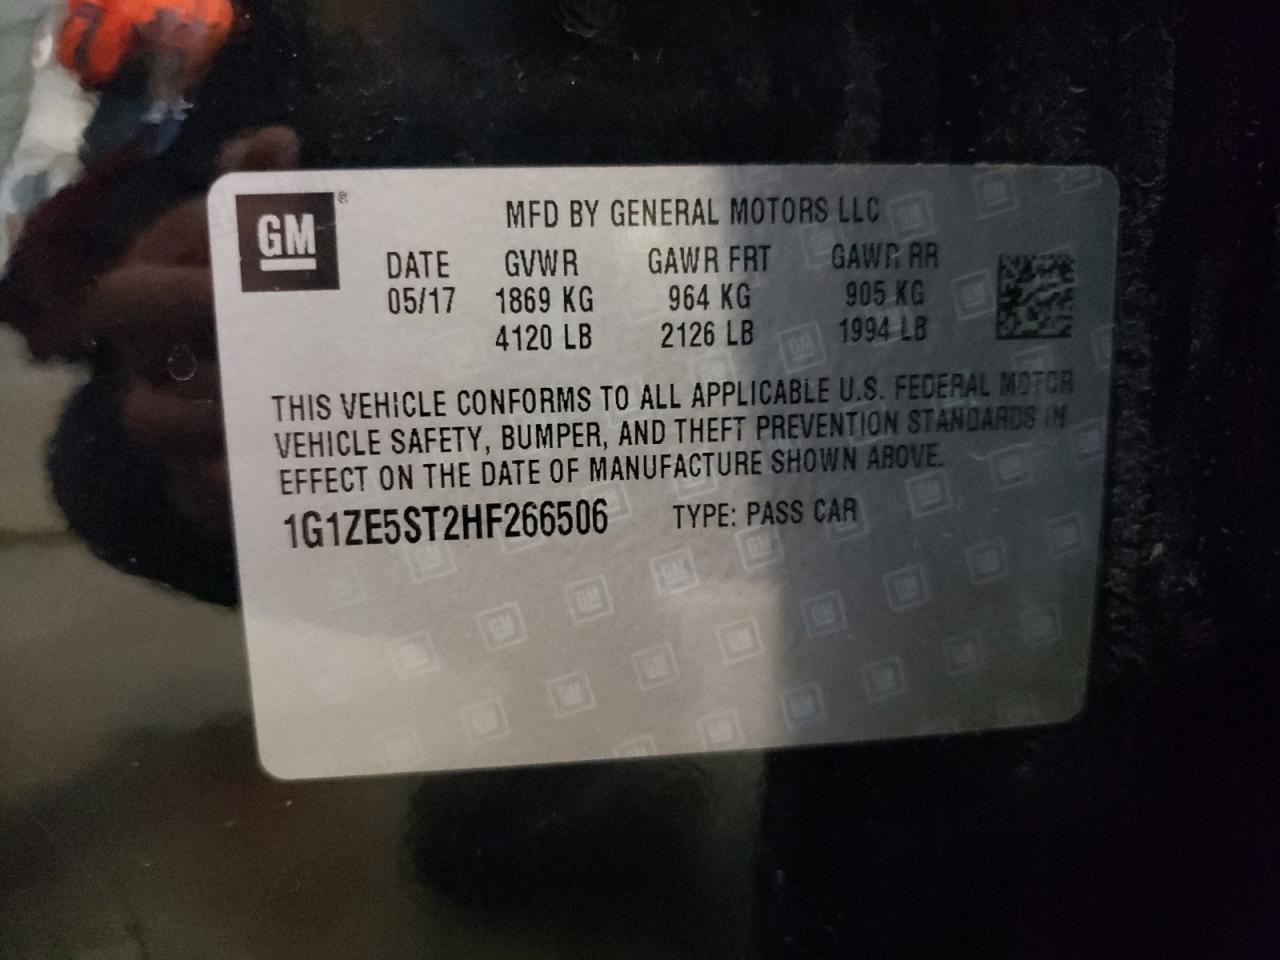 GM ®
MFD BY GENERAL MOTORS LLC
DATE GVWR GAWR FRT GAWR RR
05/17 1869 KG 964 KG 905 KG
4120 LB 2126 LB 1994 LB
THIS VEHICLE CONFORMS TO ALL APPLICABLE U.S. FEDERAL MOTOR
VEHICLE SAFETY, BUMPER, AND THEFT PREVENTION STANDARDS IN
EFFECT ON THE DATE OF MANUFACTURE SHOWN ABOVE.
1G1ZE5ST2HF266506 TYPE: PASS CAR